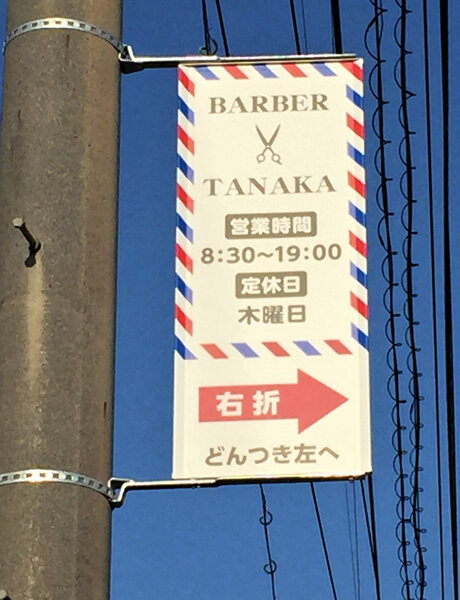 BARBER
TANAKA
営業時間
8:30〜19:00
定休日
木曜日
右折
どんつき左へ